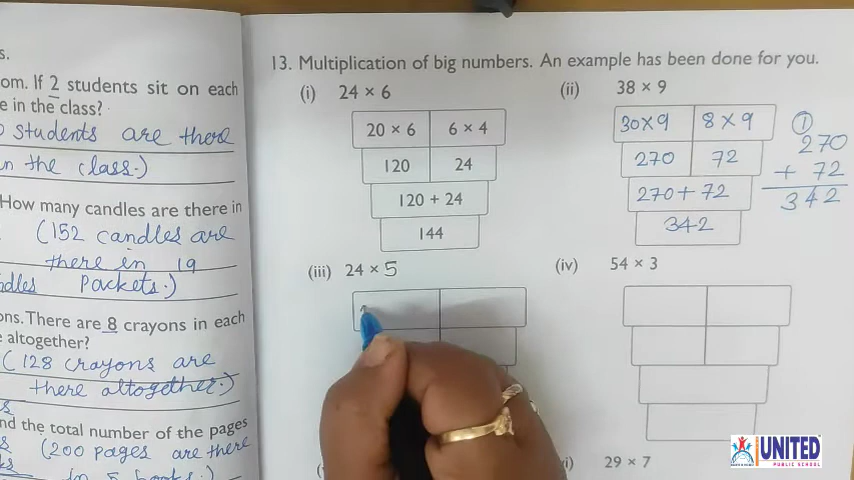 s.
om. If 2 students sit on each
e in the class?
students are there
in the class.)
How many candles are there in
(152 candles are
there in 19
packets.)
ons. There are 8 crayons in each
altogether?
(128 crayons are
there altogether.)
nd the total number of the pages
(200 pages are there
13. Multiplication of big numbers. An example has been done for you.
(i) 24 × 6
20 × 6 6 × 4
120 24
120 + 24
144
(ii) 38 × 9
30×9 8 × 9
270 72
270 + 72
342
1
270
+ 72
342
(iii) 24 × 5
(iv) 54 × 3
29 × 7
UNITED
PUBLIC SCHOOL